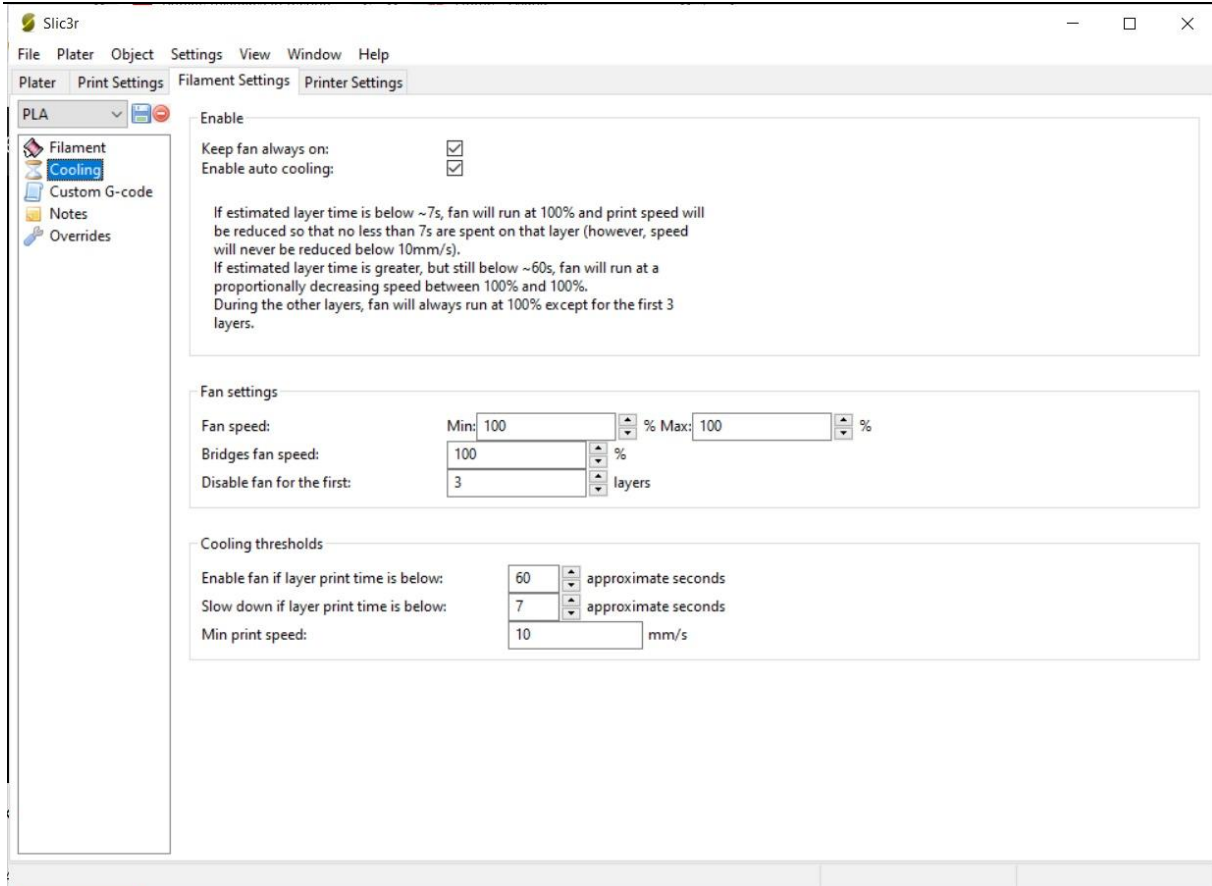 Slic3r
File Plater Object Settings View Window Help
Plater Print Settings Filament Settings Printer Settings
PLA
Filament
Cooling
Custom G-code
Notes
Overrides
Enable
Keep fan always on:
Enable auto cooling:
If estimated layer time is below ~7s, fan will run at 100% and print speed will
be reduced so that no less than 7s are spent on that layer (however, speed
will never be reduced below 10mm/s).
If estimated layer time is greater, but still below ~60s, fan will run at a
proportionally decreasing speed between 100% and 100%.
During the other layers, fan will always run at 100% except for the first 3
layers.
Fan settings
Fan speed: Min: 100 % Max: 100 %
Bridges fan speed: 100 %
Disable fan for the first: 3 layers
Cooling thresholds
Enable fan if layer print time is below: 60 approximate seconds
Slow down if layer print time is below: 7 approximate seconds
Min print speed: 10 mm/s